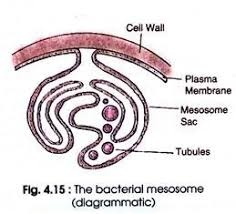 Cell Wall
Plasma
Membrane
Mesosome
Sac
Tubules
Fig. 4.15 : The bacterial mesosome
(diagrammatic)